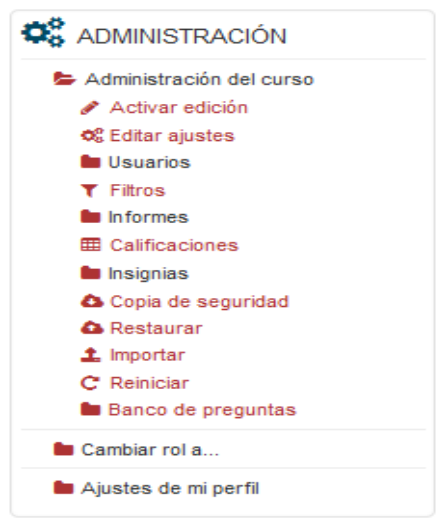 ADMINISTRACIÓN
Administración del curso
Activar edición
Editar ajustes
Usuarios
Filtros
Informes
Calificaciones
Insignias
Copia de seguridad
Restaurar
Importar
Reiniciar
Banco de preguntas
Cambiar rol a...
Ajustes de mi perfil